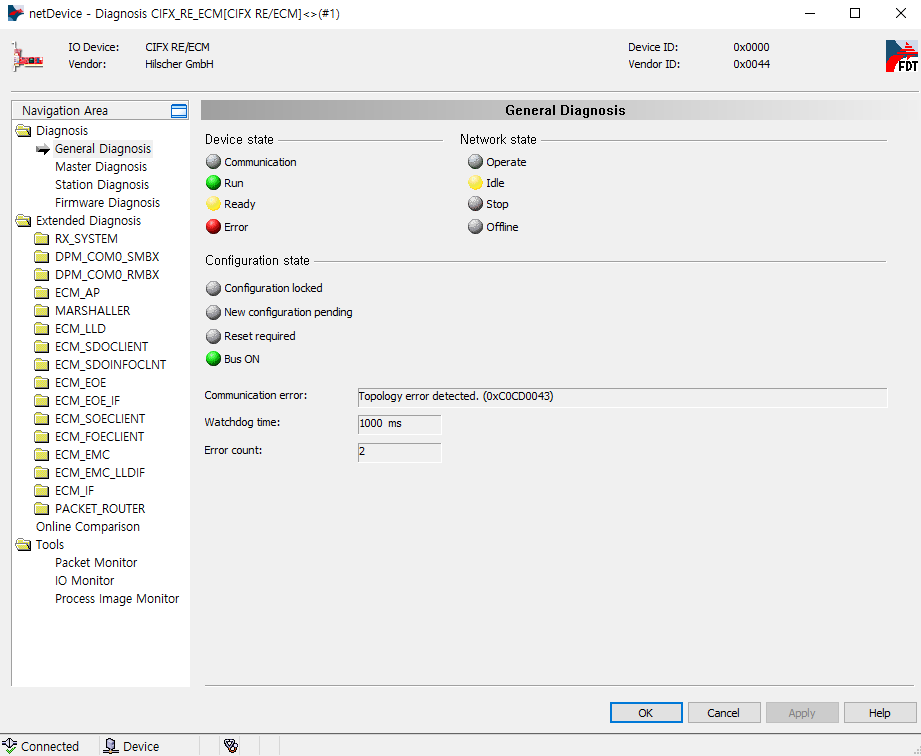 netDevice - Diagnosis CIFX_RE_ECM[CIFX RE/ECM]<>(#1)
IO Device: CIFX RE/ECM Device ID: 0x0000
Vendor: Hilscher GmbH Vendor ID: 0x0044
FDT
Navigation Area
Diagnosis
General Diagnosis
Master Diagnosis
Station Diagnosis
Firmware Diagnosis
Extended Diagnosis
RX_SYSTEM
DPM_COM0_SMBX
DPM_COM0_RMBX
ECM_AP
MARSHALLER
ECM_LLD
ECM_SDOCLIENT
ECM_SDOINFOCLNT
ECM_EOE
ECM_EOE_IF
ECM_SOECLIENT
ECM_FOECLIENT
ECM_EMC
ECM_EMC_LLDIF
ECM_IF
PACKET_ROUTER
Online Comparison
Tools
Packet Monitor
IO Monitor
Process Image Monitor
General Diagnosis
Device state
Communication
Run
Ready
Error
Network state
Operate
Idle
Stop
Offline
Configuration state
Configuration locked
New configuration pending
Reset required
Bus ON
Communication error: Topology error detected. (0xC0CD0043)
Watchdog time: 1000 ms
Error count: 2
OK Cancel Apply Help
Connected Device